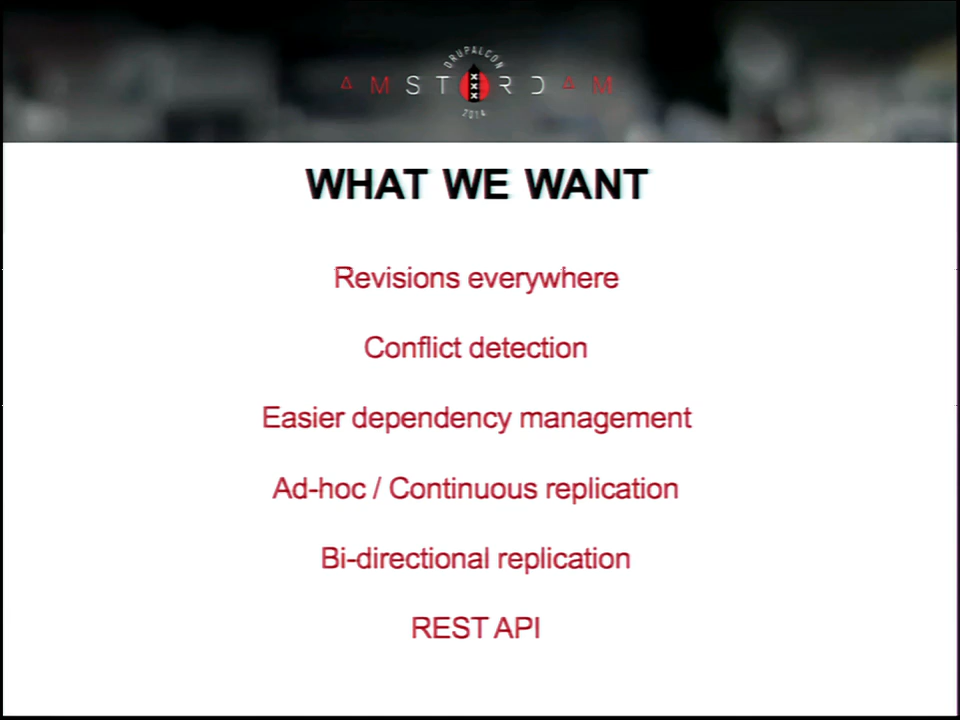 DRUPALCON
AMSTERDAM
2014
WHAT WE WANT
Revisions everywhere
Conflict detection
Easier dependency management
Ad-hoc / Continuous replication
Bi-directional replication
REST API